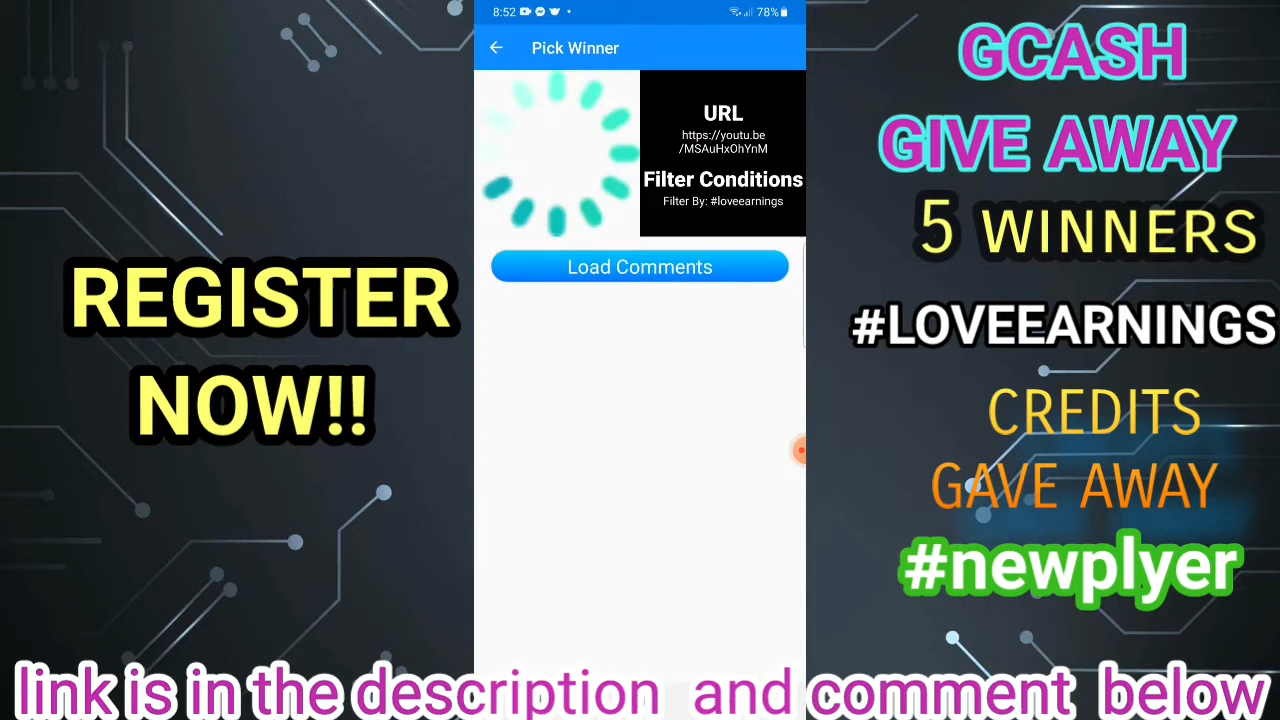 8:52
78%
Pick Winner
URL
https://youtu.be
/MSAuHxOhYnM
Filter Conditions
Filter By: #loveearnings
Load Comments
REGISTER
NOW!!
GCASH
GIVE AWAY
5 WINNERS
#LOVEEARNINGS
CREDITS
GAVE AWAY
#newplyer
link is in the description and comment below